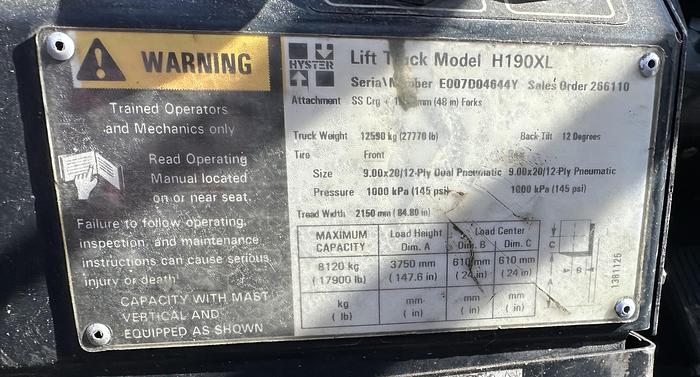 WARNING
Trained Operators
and Mechanics only
Read Operating
Manual located
on or near seat.
Failure to follow operating,
inspection, and maintenance
instructions can cause serious
injury or death!
CAPACITY WITH MAST
VERTICAL AND
EQUIPPED AS SHOWN
HYSTER
Lift Truck Model H190XL
Serial Number E007D04644Y Sales Order 266110
Attachment SS Crg + mm (48 in) Forks
Truck Weight 12590 kg (27770 lb) Back Tilt 12 Degrees
Tire Front
Size 9.00x20/12-Ply Dual Pneumatic 9.00x20/12-Ply Pneumatic
Pressure 1000 kPa (145 psi) 1000 kPa (145 psi)
Tread Width 2150 mm (84.80 in)
MAXIMUM CAPACITY Load Height Dim. A Load Center Dim. B Dim. C
8120 kg 3750 mm 610 mm 610 mm
(17900 lb) (147.6 in) (24 in) (24 in)
kg mm mm mm
( lb) ( in) ( in) ( in)
C
B
1381125